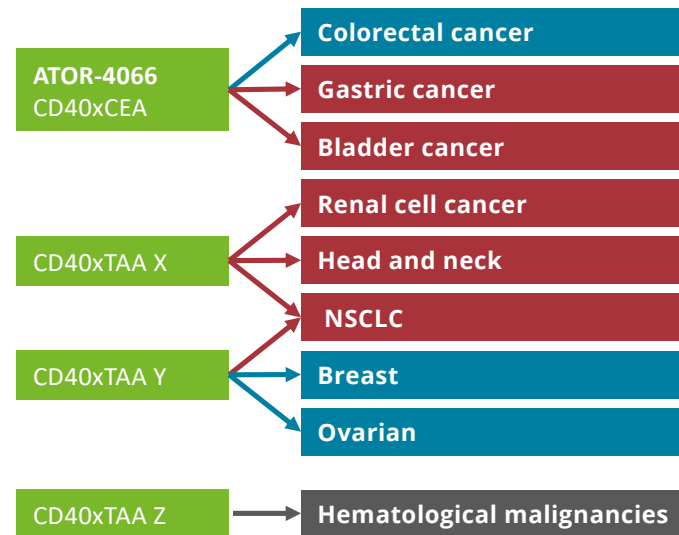 ATOR-4066
CD40xCEA
Colorectal cancer
Gastric cancer
Bladder cancer
CD40xTAA X
Renal cell cancer
Head and neck
NSCLC
CD40xTAA Y
Breast
Ovarian
CD40xTAA Z
Hematological malignancies